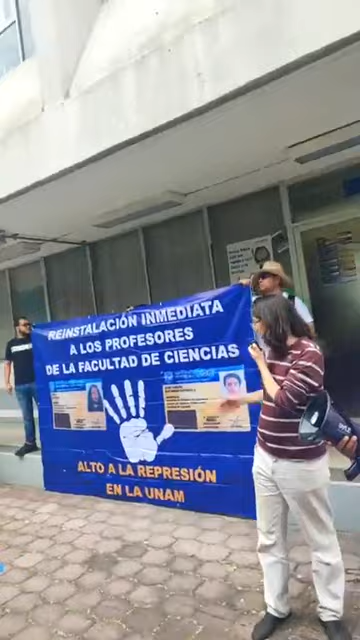 REINSTALACIÓN INMEDIATA
A LOS PROFESORES
DE LA FACULTAD DE CIENCIAS
ALTO A LA REPRESIÓN
EN LA UNAM